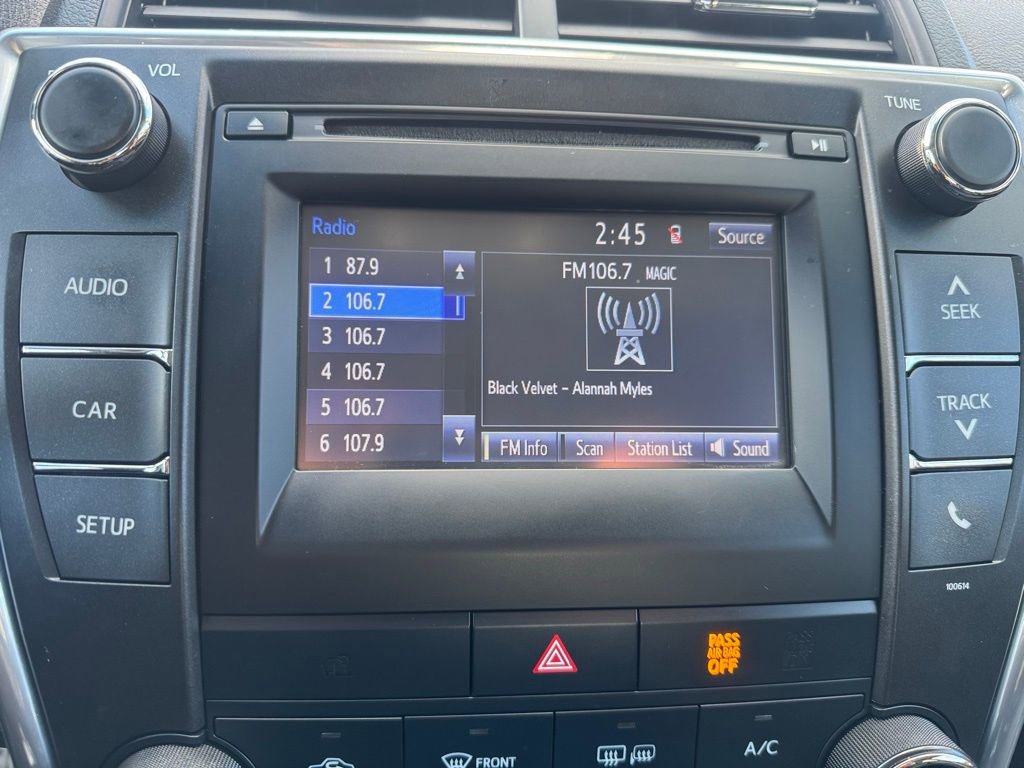 VOL
TUNE
Radio
2:45
Source
1 87.9
2 106.7
3 106.7
4 106.7
5 106.7
6 107.9
FM106.7 MAGIC
Black Velvet - Alannah Myles
FM Info
Scan
Station List
Sound
AUDIO
CAR
SETUP
SEEK
TRACK
100614
PASS
AIR BAG
OFF
FRONT
A/C